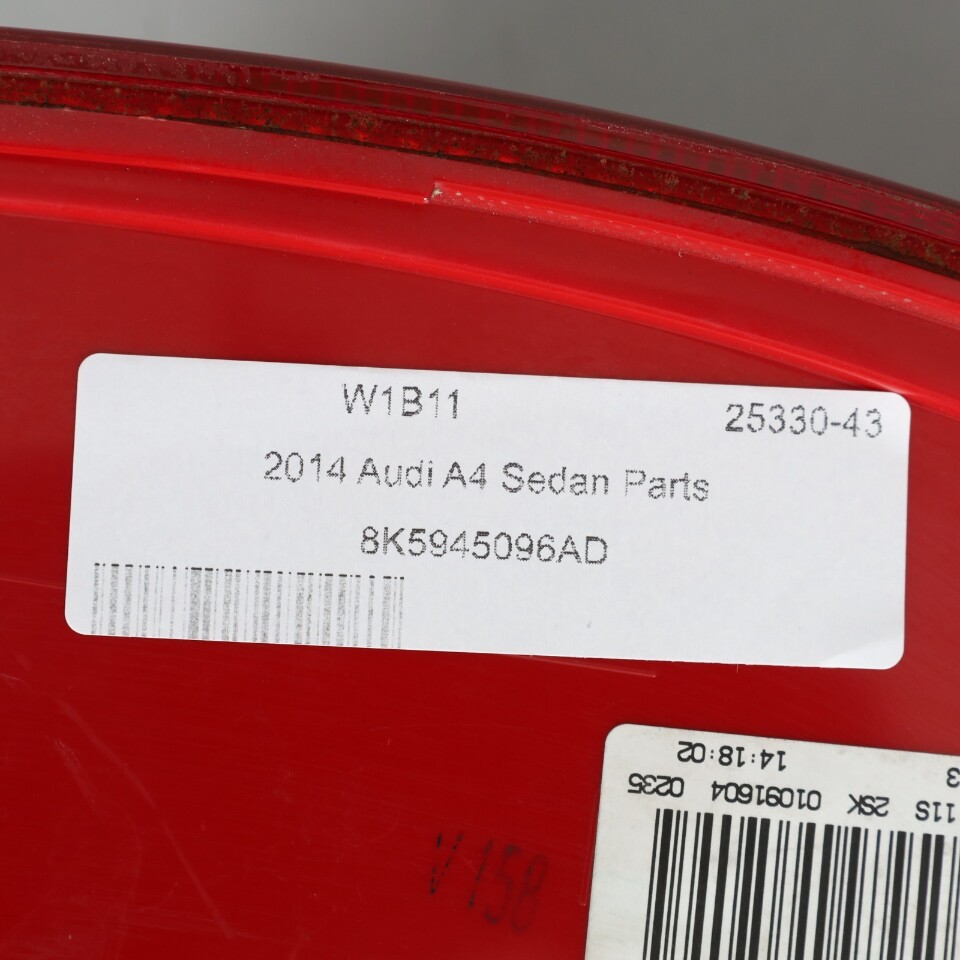 W1B11
25330-43
2014 Audi A4 Sedan Parts
8K5945096AD
14:18:02
11S 2SK 01091604 0235
V 158